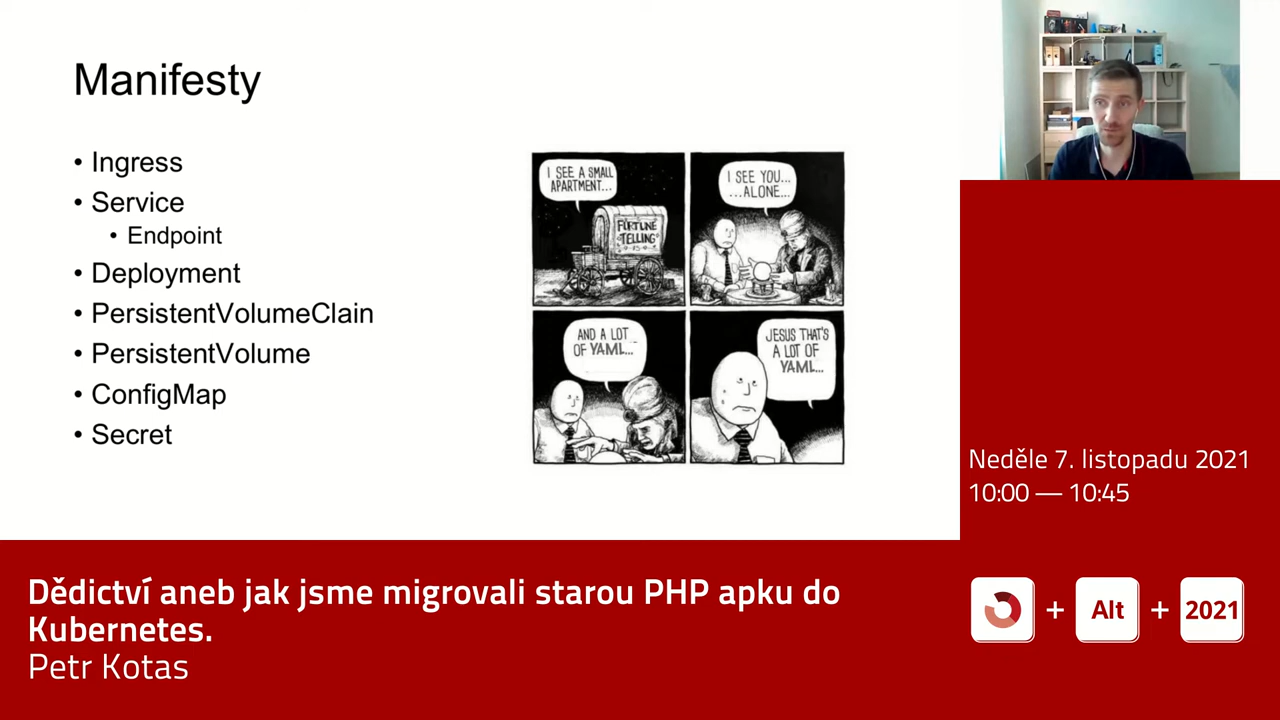 Manifesty
• Ingress
• Service
• Endpoint
• Deployment
• PersistentVolumeClain
• PersistentVolume
• ConfigMap
• Secret
I SEE A SMALL
APARTMENT...
FORTUNE
TELLING
I SEE YOU...
...ALONE...
AND A LOT
OF YAML...
JESUS THAT'S
A LOT OF
YAML...
Neděle 7. listopadu 2021
10:00 — 10:45
Dědictví aneb jak jsme migrovali starou PHP apku do
Kubernetes.
Petr Kotas
+ Alt + 2021